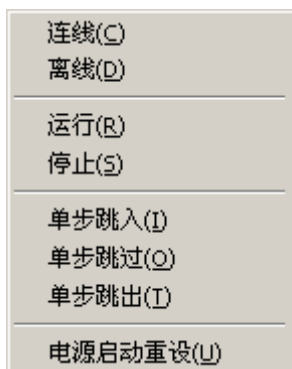 连线(C)
离线(D)
运行(R)
停止(S)
单步跳入(I)
单步跳过(O)
单步跳出(T)
电源启动重设(U)